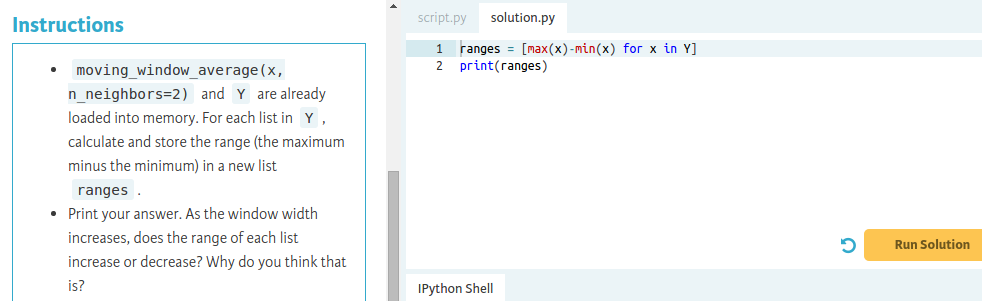 Instructions
moving_window_average(x,
n_neighbors=2) and Y are already
loaded into memory. For each list in Y ,
calculate and store the range (the maximum
minus the minimum) in a new list
ranges .
Print your answer. As the window width
increases, does the range of each list
increase or decrease? Why do you think that
is?
script.py solution.py
1 ranges = [max(x)-min(x) for x in Y]
2 print(ranges)
Run Solution
IPython Shell